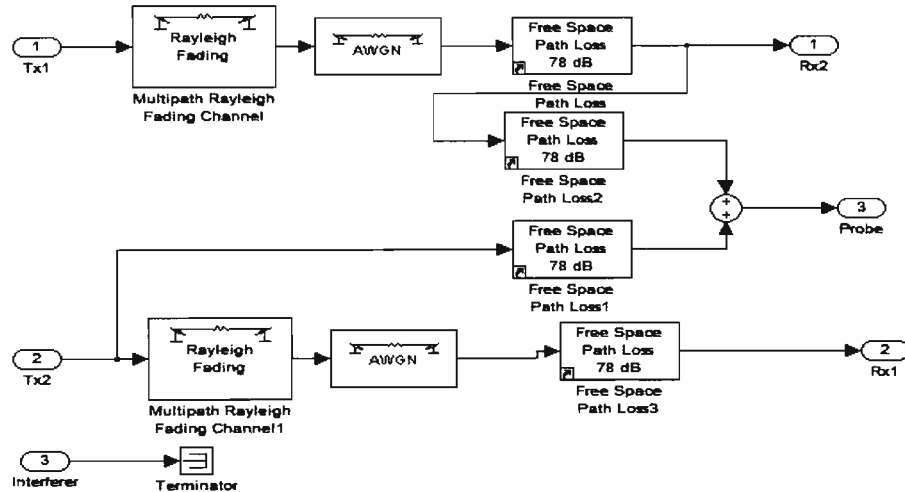 1
Tx1
Rayleigh
Fading
Multipath Rayleigh
Fading Channel
AWGN
Free Space
Path Loss
78 dB
Free Space
Path Loss
1
Rx2
Free Space
Path Loss
78 dB
Free Space
Path Loss2
+
+
3
Probe
Free Space
Path Loss
78 dB
Free Space
Path Loss1
2
Tx2
Rayleigh
Fading
Multipath Rayleigh
Fading Channel1
AWGN
Free Space
Path Loss
78 dB
Free Space
Path Loss3
2
Rx1
3
Interferer
Terminator